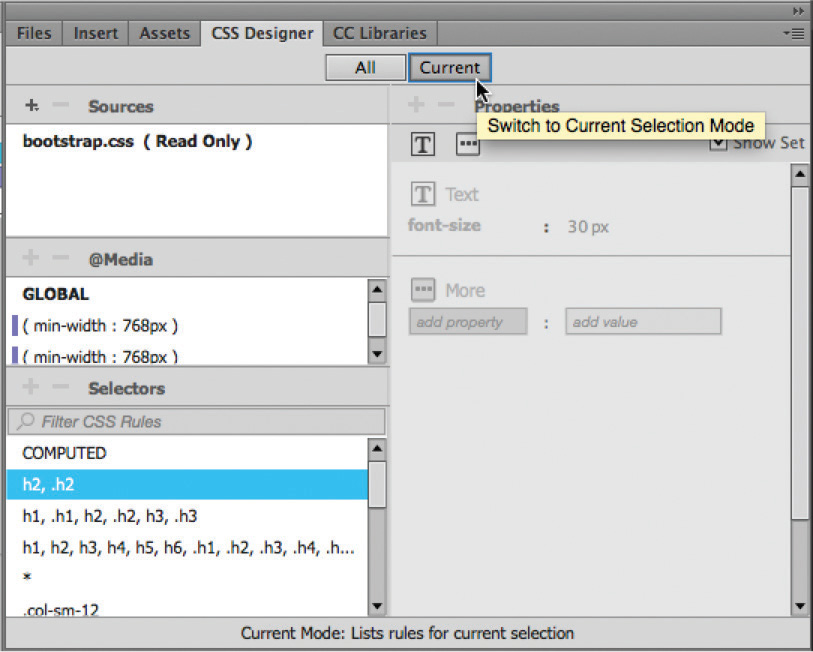 Files Insert Assets CSS Designer CC Libraries
All Current
Sources
Properties
Switch to Current Selection Mode
bootstrap.css ( Read Only )
T Show Set
T Text
font-size : 30 px
@Media
GLOBAL
( min-width : 768px )
( min-width : 768px )
More
add property : add value
Selectors
Filter CSS Rules
COMPUTED
h2, .h2
h1, .h1, h2, .h2, h3, .h3
h1, h2, h3, h4, h5, h6, .h1, .h2, .h3, .h4, .h...
*
.col-sm-12
Current Mode: Lists rules for current selection